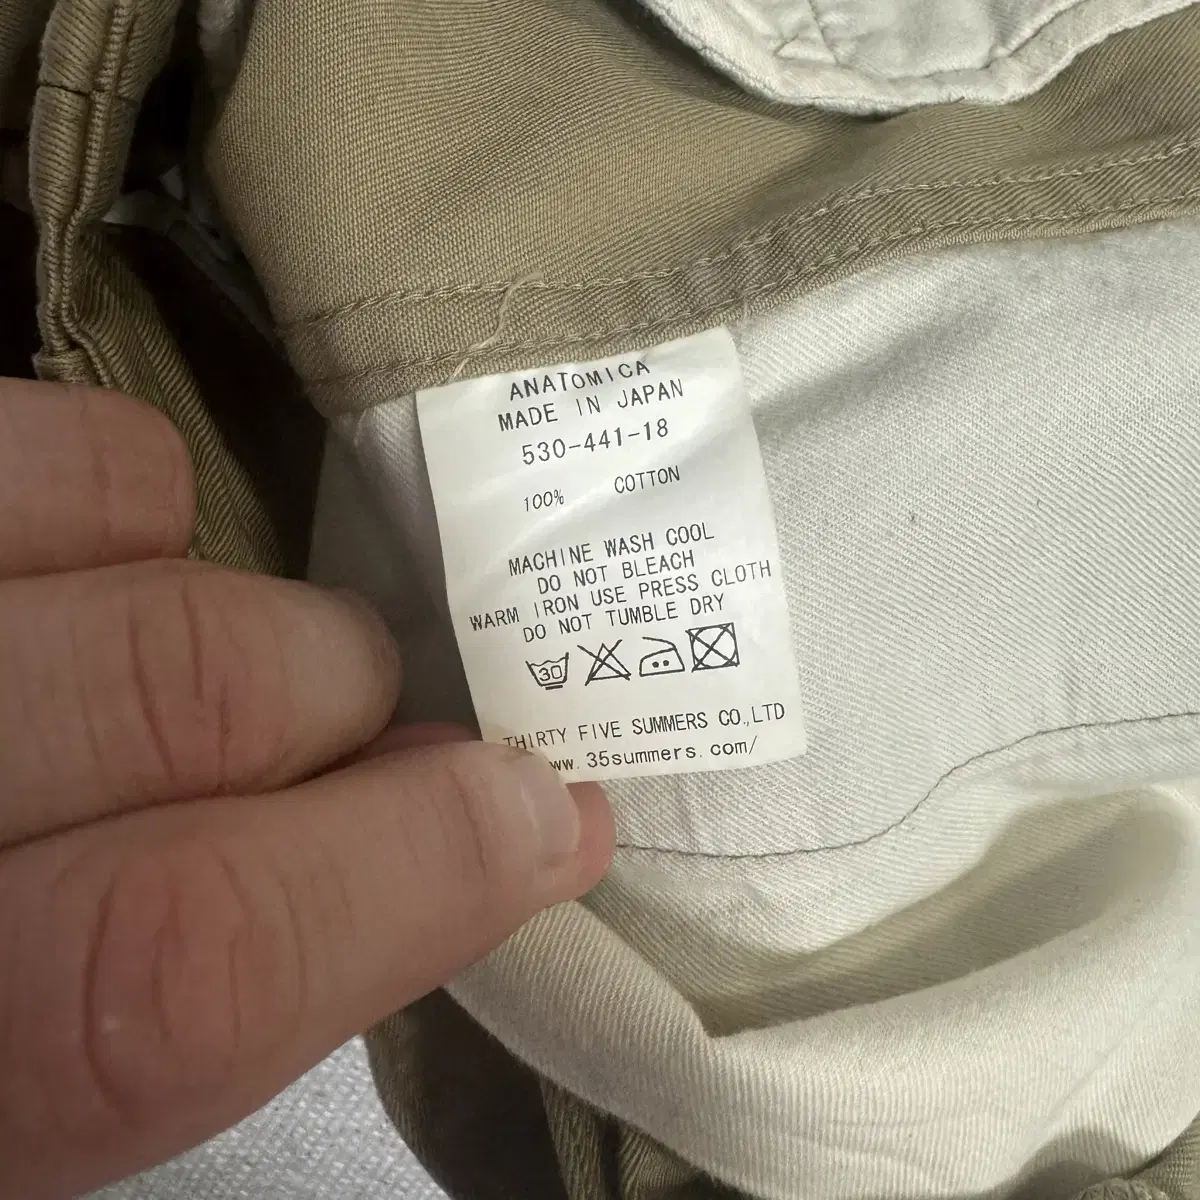 ANATOMICA
MADE IN JAPAN
530-441-18
100% COTTON
MACHINE WASH COOL
DO NOT BLEACH
WARM IRON USE PRESS CLOTH
DO NOT TUMBLE DRY
30
THIRTY FIVE SUMMERS CO.,LTD
ww.35summers.com/